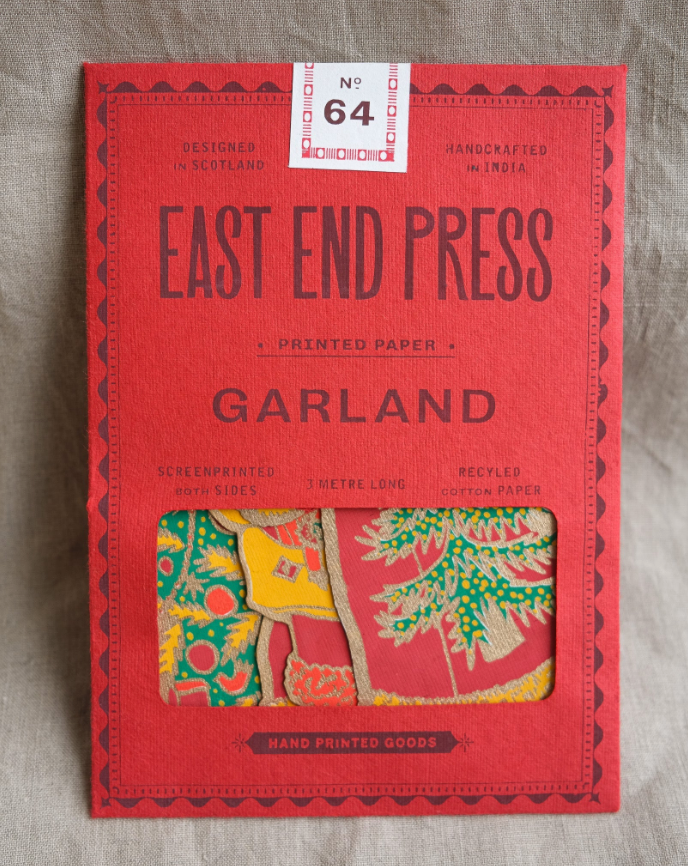 Nº
64
DESIGNED
IN SCOTLAND
HANDCRAFTED
IN INDIA
EAST END PRESS
• PRINTED PAPER •
GARLAND
SCREENPRINTED
BOTH SIDES
3 METRE LONG
RECYLED
COTTON PAPER
HAND PRINTED GOODS